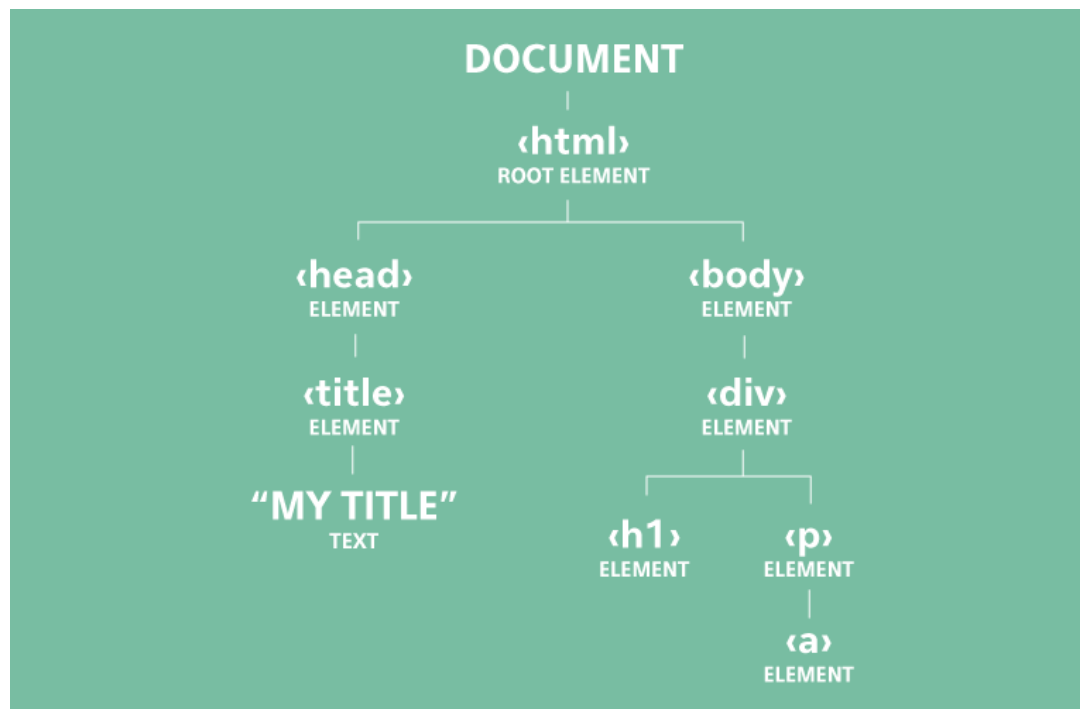 DOCUMENT
‹html›
ROOT ELEMENT
‹head› ‹body›
ELEMENT ELEMENT
‹title› ‹div›
ELEMENT ELEMENT
“MY TITLE”
TEXT
‹h1› ‹p›
ELEMENT ELEMENT
‹a›
ELEMENT